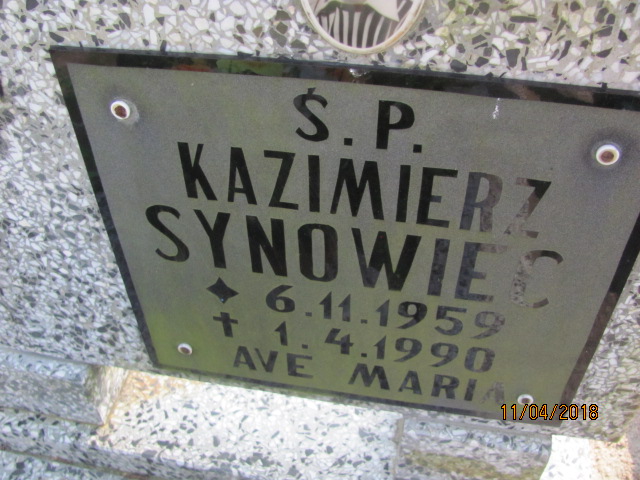 Ś.P.
KAZIMIERZ
SYNOWIEC
✦ 6.11.1959
✝ 1.4.1990
AVE MARIA
11/04/2018